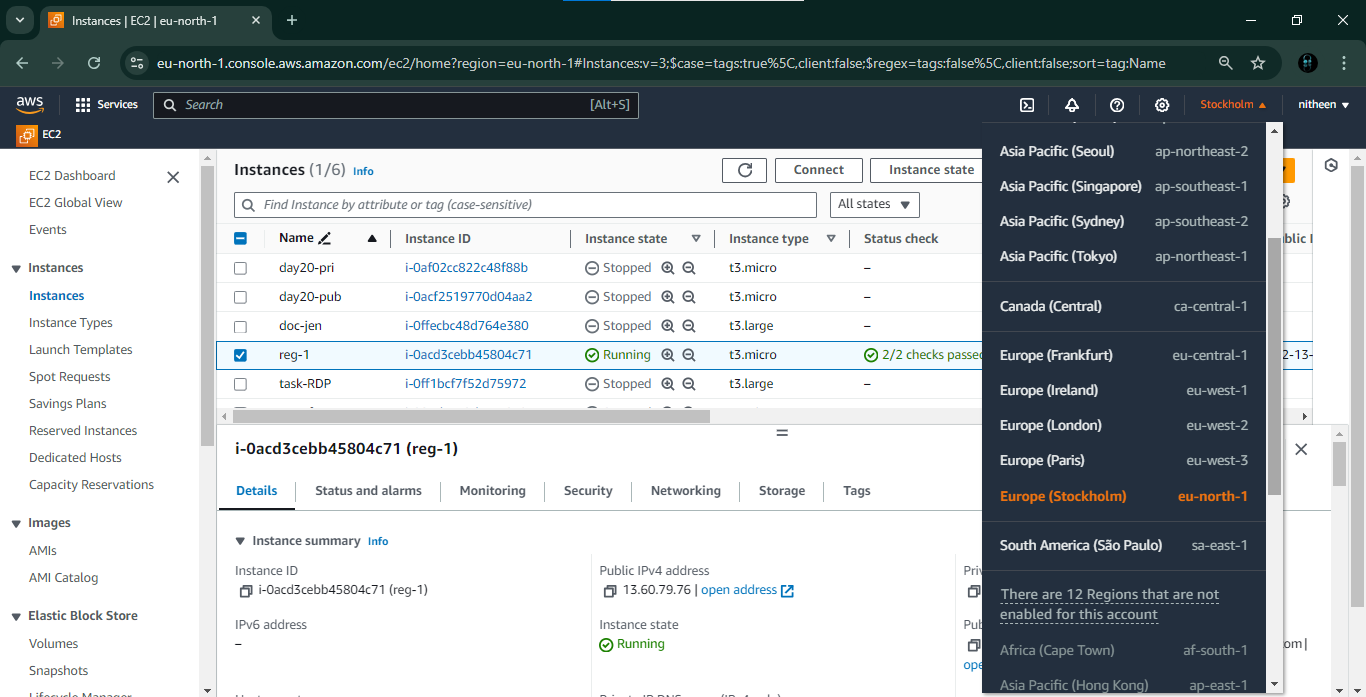 Instances | EC2 | eu-north-1
eu-north-1.console.aws.amazon.com/ec2/home?region=eu-north-1#Instances:v=3;$case=tags:true%5C,client:false;$regex=tags:false%5C,client:false;sort=tag:Name
aws
Services
Search
[Alt+S]
Stockholm
nitheen
EC2
EC2 Dashboard
EC2 Global View
Events
Instances
Instances
Instance Types
Launch Templates
Spot Requests
Savings Plans
Reserved Instances
Dedicated Hosts
Capacity Reservations
Images
AMIs
AMI Catalog
Elastic Block Store
Volumes
Snapshots
Lifecycle Manager
Instances (1/6) Info
Connect
Instance state
Find Instance by attribute or tag (case-sensitive)
All states
Name Instance ID Instance state Instance type Status check
day20-pri i-0af02cc822c48f88b Stopped t3.micro –
day20-pub i-0acf2519770d04aa2 Stopped t3.micro –
doc-jen i-0ffecbc48d764e380 Stopped t3.large –
reg-1 i-0acd3cebb45804c71 Running t3.micro 2/2 checks passed
task-RDP i-0ff1bcf7f52d75972 Stopped t3.large –
i-0acd3cebb45804c71 (reg-1)
Details
Status and alarms
Monitoring
Security
Networking
Storage
Tags
Instance summary Info
Instance ID
i-0acd3cebb45804c71 (reg-1)
IPv6 address
–
Public IPv4 address
13.60.79.76 | open address
Instance state
Running
Asia Pacific (Seoul) ap-northeast-2
Asia Pacific (Singapore) ap-southeast-1
Asia Pacific (Sydney) ap-southeast-2
Asia Pacific (Tokyo) ap-northeast-1
Canada (Central) ca-central-1
Europe (Frankfurt) eu-central-1
Europe (Ireland) eu-west-1
Europe (London) eu-west-2
Europe (Paris) eu-west-3
Europe (Stockholm) eu-north-1
South America (São Paulo) sa-east-1
There are 12 Regions that are not
enabled for this account
Africa (Cape Town) af-south-1
Asia Pacific (Hong Kong) ap-east-1